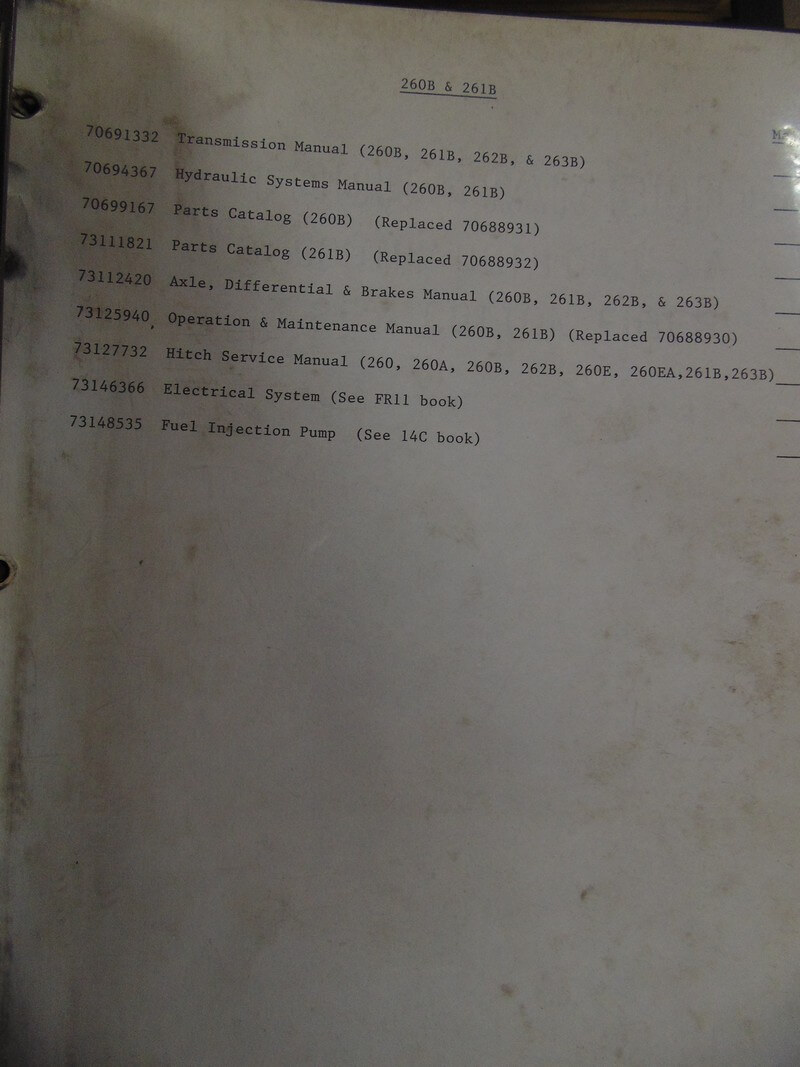 260B & 261B
70691332 Transmission Manual (260B, 261B, 262B, & 263B)
70694367 Hydraulic Systems Manual (260B, 261B)
70699167 Parts Catalog (260B) (Replaced 70688931)
73111821 Parts Catalog (261B) (Replaced 70688932)
73112420 Axle, Differential & Brakes Manual (260B, 261B, 262B, & 263B)
73125940, Operation & Maintenance Manual (260B, 261B) (Replaced 70688930)
73127732 Hitch Service Manual (260, 260A, 260B, 262B, 260E, 260EA,261B,263B)
73146366 Electrical System (See FR11 book)
73148535 Fuel Injection Pump (See 14C book)